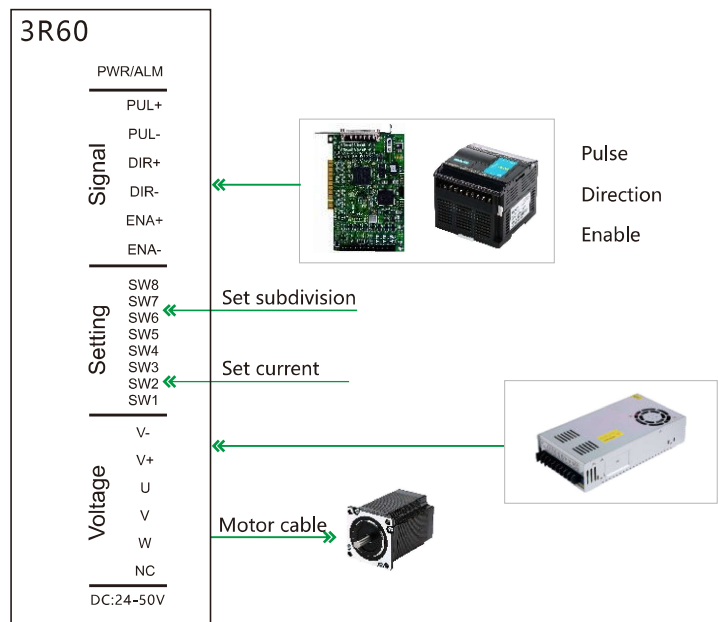 3R60
PWR/ALM
Signal
PUL+
PUL-
DIR+
DIR-
ENA+
ENA-
Pulse
Direction
Enable
Setting
SW8
SW7
SW6
SW5
SW4
SW3
SW2
SW1
Set subdivision
Set current
Voltage
V-
V+
U
V
W
NC
Motor cable
DC:24-50V